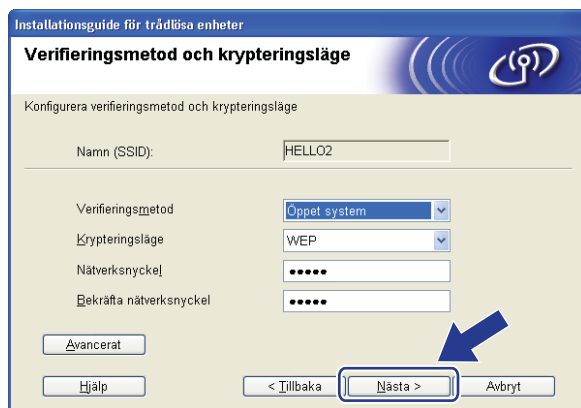 Installationsguide för trådlösa enheter
Verifieringsmetod och krypteringsläge
Konfigurera verifieringsmetod och krypteringsläge
Namn (SSID): HELLO2
Verifieringsmetod Öppet system
Krypteringsläge WEP
Nätverksnyckel •••••
Bekräfta nätverksnyckel •••••
Avancerat
Hjälp < Tillbaka Nästa > Avbryt